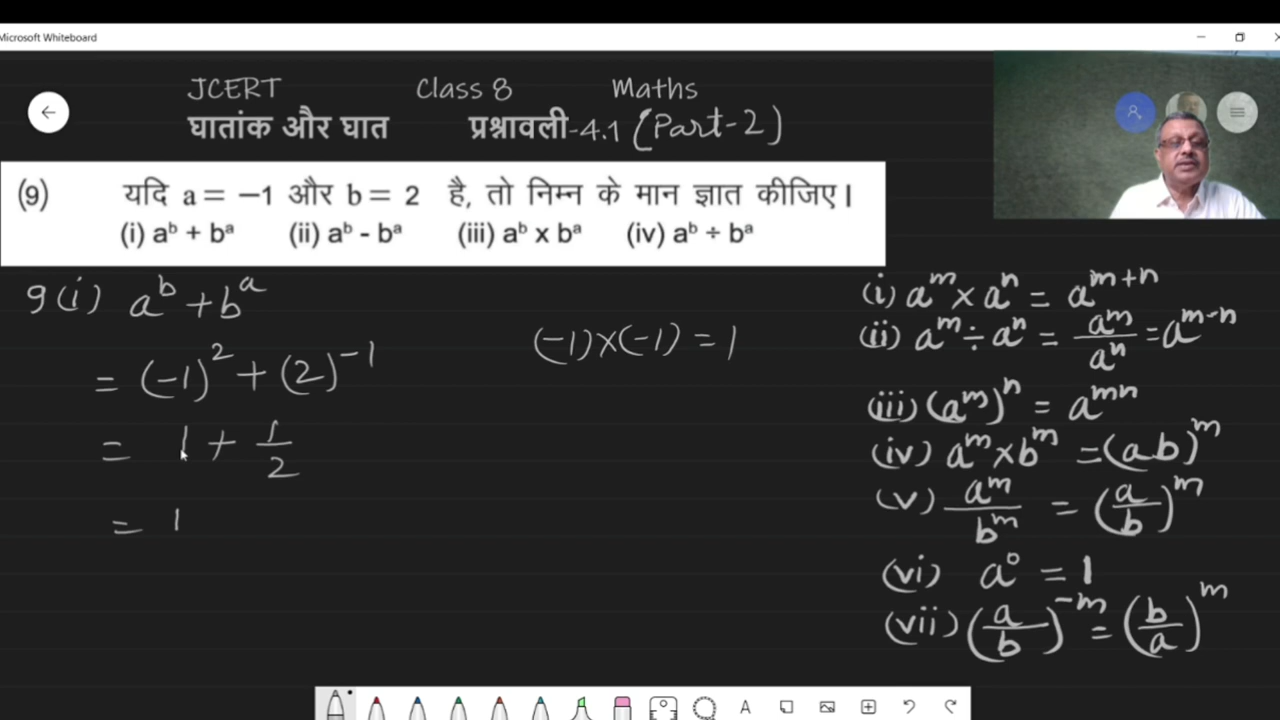 Microsoft Whiteboard
JCERT Class 8 Maths
घातांक और घात प्रश्नावली-4.1 (Part-2)
(9) यदि a = −1 और b = 2 है, तो निम्न के मान ज्ञात कीजिए।
(i) aᵇ + bᵃ (ii) aᵇ - bᵃ (iii) aᵇ x bᵃ (iv) aᵇ ÷ bᵃ
9(i) aᵇ + bᵃ
= (-1)² + (2)⁻¹
= 1 + 1/2
= 1
(-1)×(-1) = 1
(i) aᵐ × aⁿ = aᵐ⁺ⁿ
(ii) aᵐ ÷ aⁿ = aᵐ/aⁿ = aᵐ⁻ⁿ
(iii) (aᵐ)ⁿ = aᵐⁿ
(iv) aᵐ × bᵐ = (ab)ᵐ
(v) aᵐ/bᵐ = (a/b)ᵐ
(vi) a⁰ = 1
(vii) (a/b)⁻ᵐ = (b/a)ᵐ
A